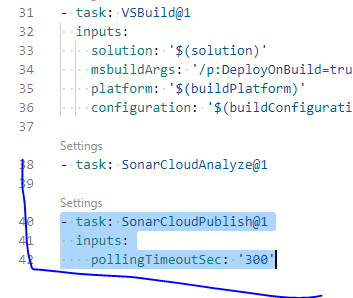 31 - task: VSBuild@1
32 inputs:
33 solution: '$(solution)'
34 msbuildArgs: '/p:DeployOnBuild=tru
35 platform: '$(buildPlatform)'
36 configuration: '$(buildConfigurati
37
Settings
38 - task: SonarCloudAnalyze@1
39
Settings
40 - task: SonarCloudPublish@1
41 inputs:
42 pollingTimeoutSec: '300'